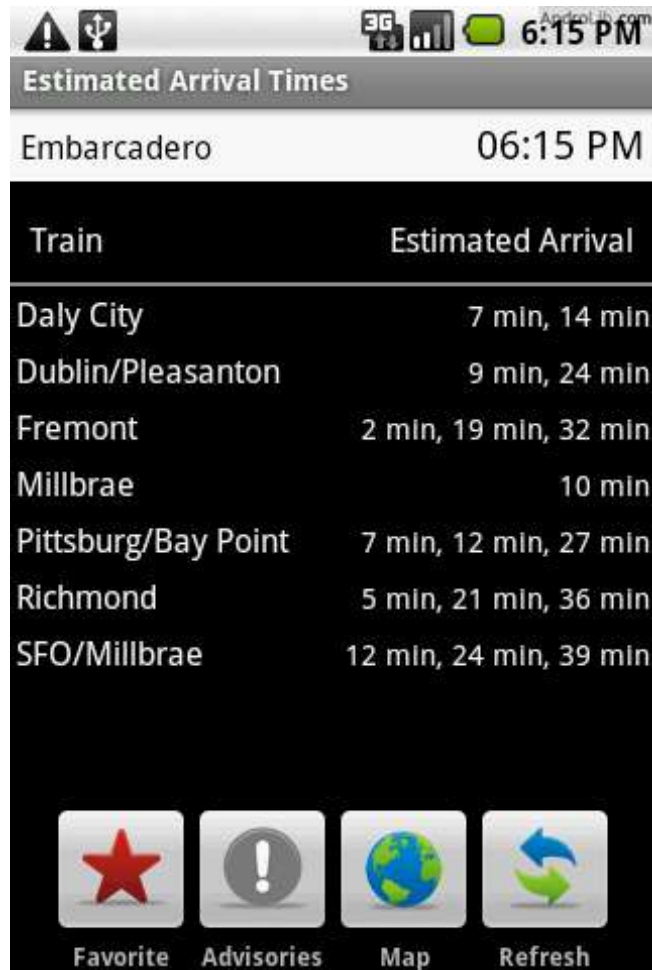 AndroLib.com
3G 6:15 PM
Estimated Arrival Times
Embarcadero 06:15 PM
Train Estimated Arrival
Daly City 7 min, 14 min
Dublin/Pleasanton 9 min, 24 min
Fremont 2 min, 19 min, 32 min
Millbrae 10 min
Pittsburg/Bay Point 7 min, 12 min, 27 min
Richmond 5 min, 21 min, 36 min
SFO/Millbrae 12 min, 24 min, 39 min
Favorite Advisories Map Refresh